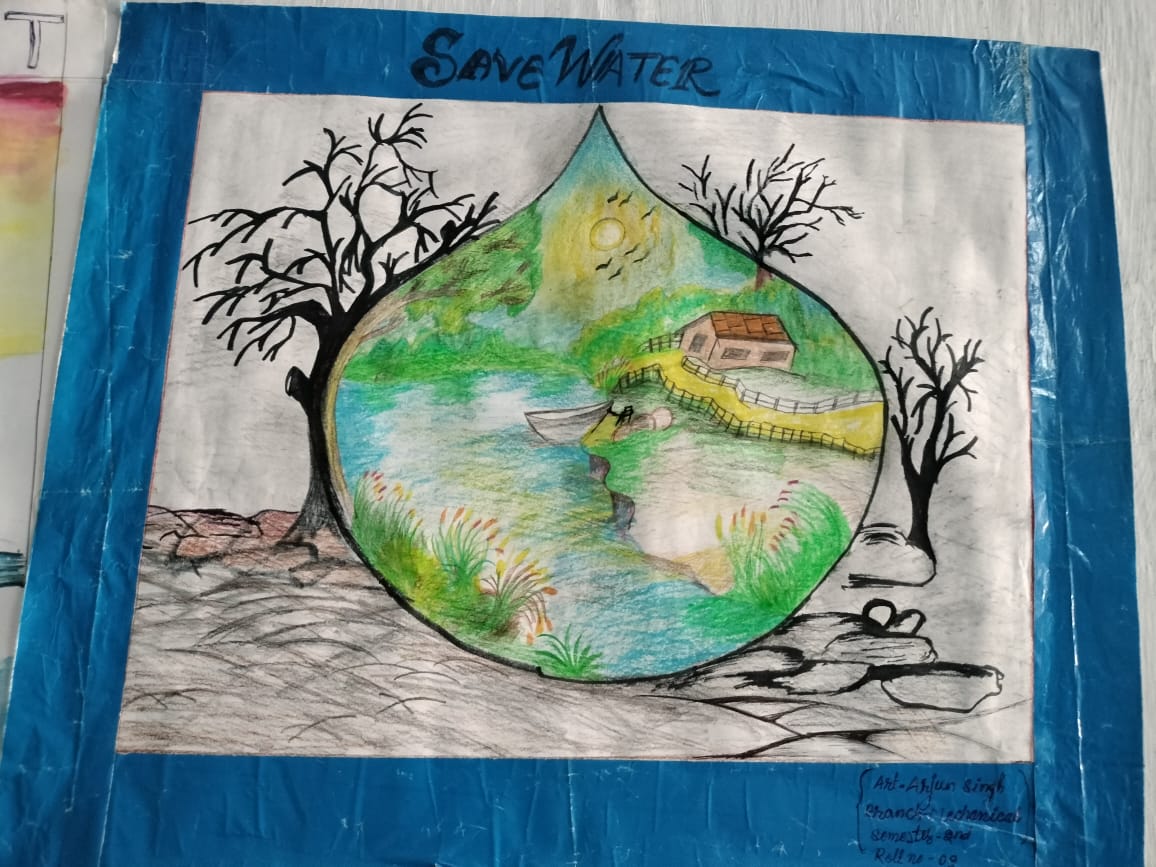 T
SAVE WATER
Art-Arjun Singh
Branch-Mechanical
Semester-2nd
Roll no-09